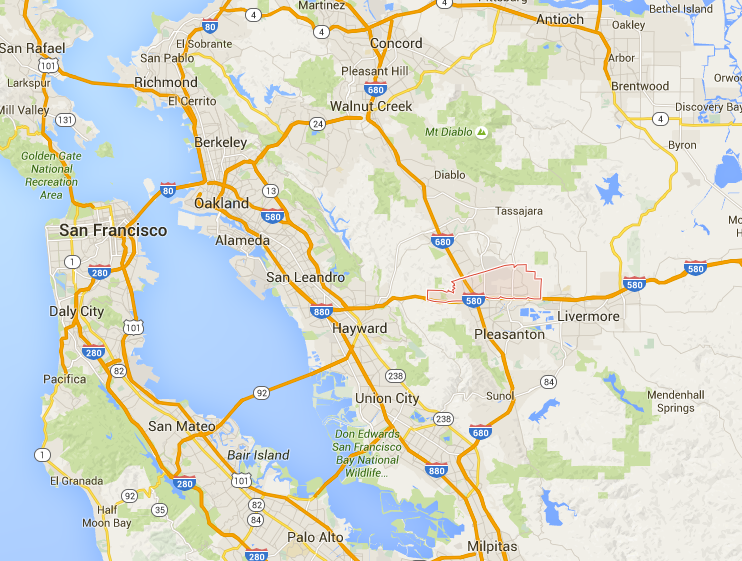 Martinez
Pittsburg
Antioch
Bethel Island
Oakley
4
4
4
80
San Rafael
El Sobrante
San Pablo
Concord
101
Larkspur
Richmond
Pleasant Hill
Arbor
680
Brentwood
El Cerrito
Walnut Creek
Discovery Bay
Mill Valley
131
24
4
Berkeley
Mt Diablo
Byron
Golden Gate
National
Recreation
Area
Diablo
80
13
Oakland
580
Tassajara
San Francisco
Alameda
680
1
280
San Leandro
580
580
580
Daly City
880
Hayward
Livermore
101
Pleasanton
280
82
238
Pacifica
92
Union City
84
Sunol
Mendenhall
Springs
238
San Mateo
Don Edwards
San Francisco
Bay National
Wildlife...
680
1
Bair Island
880
El Granada
280
101
92
Half
Moon Bay
35
82
84
Palo Alto
Milpitas
280